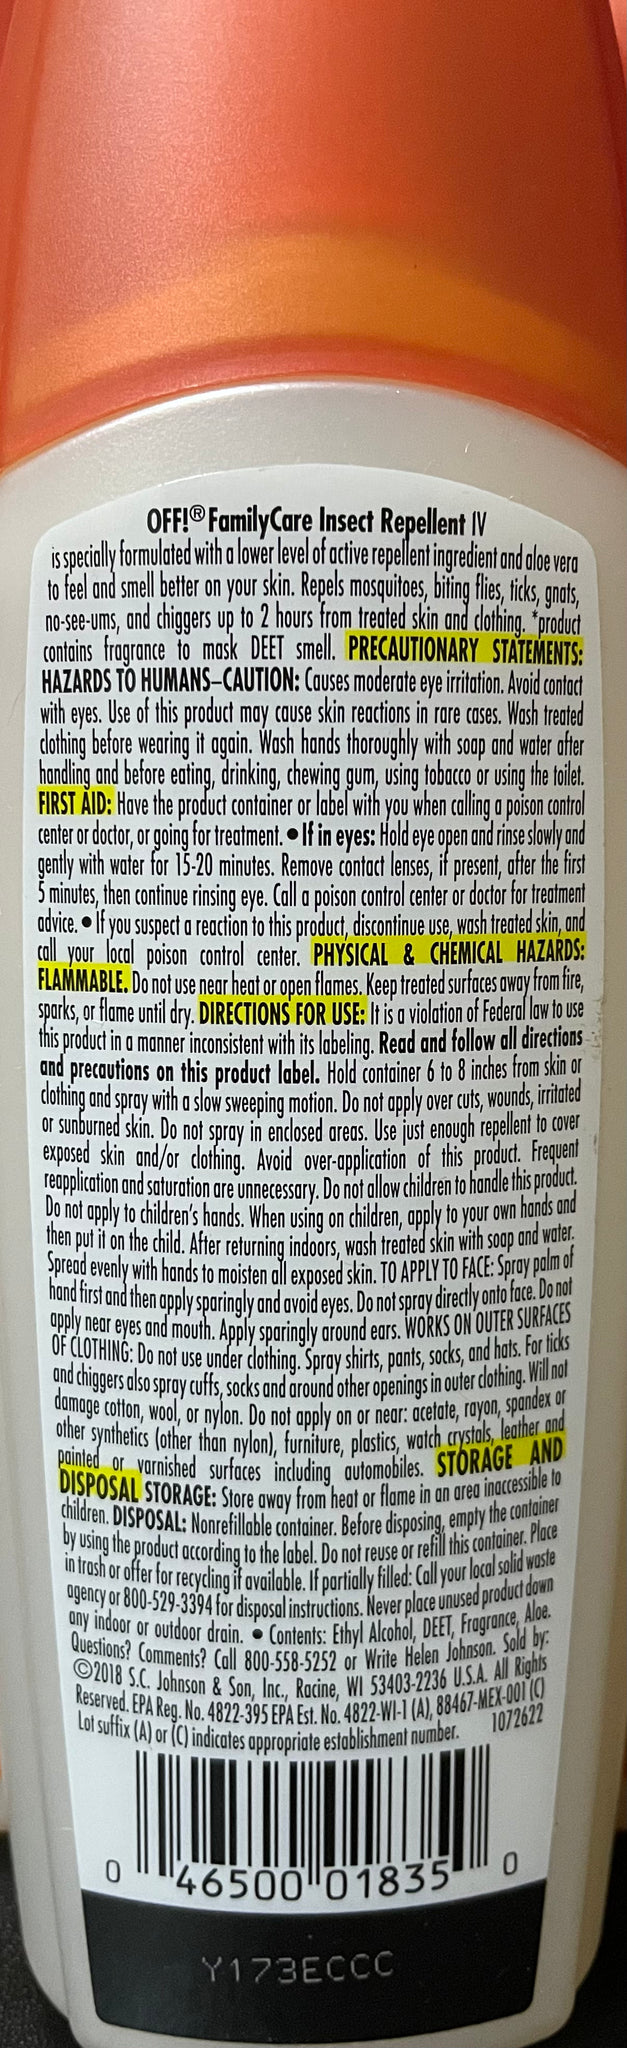 OFF!® FamilyCare Insect Repellent IV
is specially formulated with a lower level of active repellent ingredient and aloe vera
to feel and smell better on your skin. Repels mosquitoes, biting flies, ticks, gnats,
no-see-ums, and chiggers up to 2 hours from treated skin and clothing. *product
contains fragrance to mask DEET smell. PRECAUTIONARY STATEMENTS:
HAZARDS TO HUMANS–CAUTION: Causes moderate eye irritation. Avoid contact
with eyes. Use of this product may cause skin reactions in rare cases. Wash treated
clothing before wearing it again. Wash hands thoroughly with soap and water after
handling and before eating, drinking, chewing gum, using tobacco or using the toilet.
FIRST AID: Have the product container or label with you when calling a poison control
center or doctor, or going for treatment. • If in eyes: Hold eye open and rinse slowly and
gently with water for 15-20 minutes. Remove contact lenses, if present, after the first
5 minutes, then continue rinsing eye. Call a poison control center or doctor for treatment
advice. • If you suspect a reaction to this product, discontinue use, wash treated skin, and
call your local poison control center. PHYSICAL & CHEMICAL HAZARDS:
FLAMMABLE. Do not use near heat or open flames. Keep treated surfaces away from fire,
sparks, or flame until dry. DIRECTIONS FOR USE: It is a violation of Federal law to use
this product in a manner inconsistent with its labeling. Read and follow all directions
and precautions on this product label. Hold container 6 to 8 inches from skin or
clothing and spray with a slow sweeping motion. Do not apply over cuts, wounds, irritated
or sunburned skin. Do not spray in enclosed areas. Use just enough repellent to cover
exposed skin and/or clothing. Avoid over-application of this product. Frequent
reapplication and saturation are unnecessary. Do not allow children to handle this product.
Do not apply to children's hands. When using on children, apply to your own hands and
then put it on the child. After returning indoors, wash treated skin with soap and water.
Spread evenly with hands to moisten all exposed skin. TO APPLY TO FACE: Spray palm of
hand first and then apply sparingly and avoid eyes. Do not spray directly onto face. Do not
apply near eyes and mouth. Apply sparingly around ears. WORKS ON OUTER SURFACES
OF CLOTHING: Do not use under clothing. Spray shirts, pants, socks, and hats. For ticks
and chiggers also spray cuffs, socks and around other openings in outer clothing. Will not
damage cotton, wool, or nylon. Do not apply on or near: acetate, rayon, spandex or
other synthetics (other than nylon), furniture, plastics, watch crystals, leather and
painted or varnished surfaces including automobiles. STORAGE AND
DISPOSAL STORAGE: Store away from heat or flame in an area inaccessible to
children. DISPOSAL: Nonrefillable container. Before disposing, empty the container
by using the product according to the label. Do not reuse or refill this container. Place
in trash or offer for recycling if available. If partially filled: Call your local solid waste
agency or 800-529-3394 for disposal instructions. Never place unused product down
any indoor or outdoor drain. • Contents: Ethyl Alcohol, DEET, Fragrance, Aloe.
Questions? Comments? Call 800-558-5252 or Write Helen Johnson. Sold by:
©2018 S.C. Johnson & Son, Inc., Racine, WI 53403-2236 U.S.A. All Rights
Reserved. EPA Reg. No. 4822-395 EPA Est. No. 4822-WI-1 (A), 88467-MEX-001 (C)
Lot suffix (A) or (C) indicates appropriate establishment number. 1072622
0 46500 01835 0
Y173ECCC